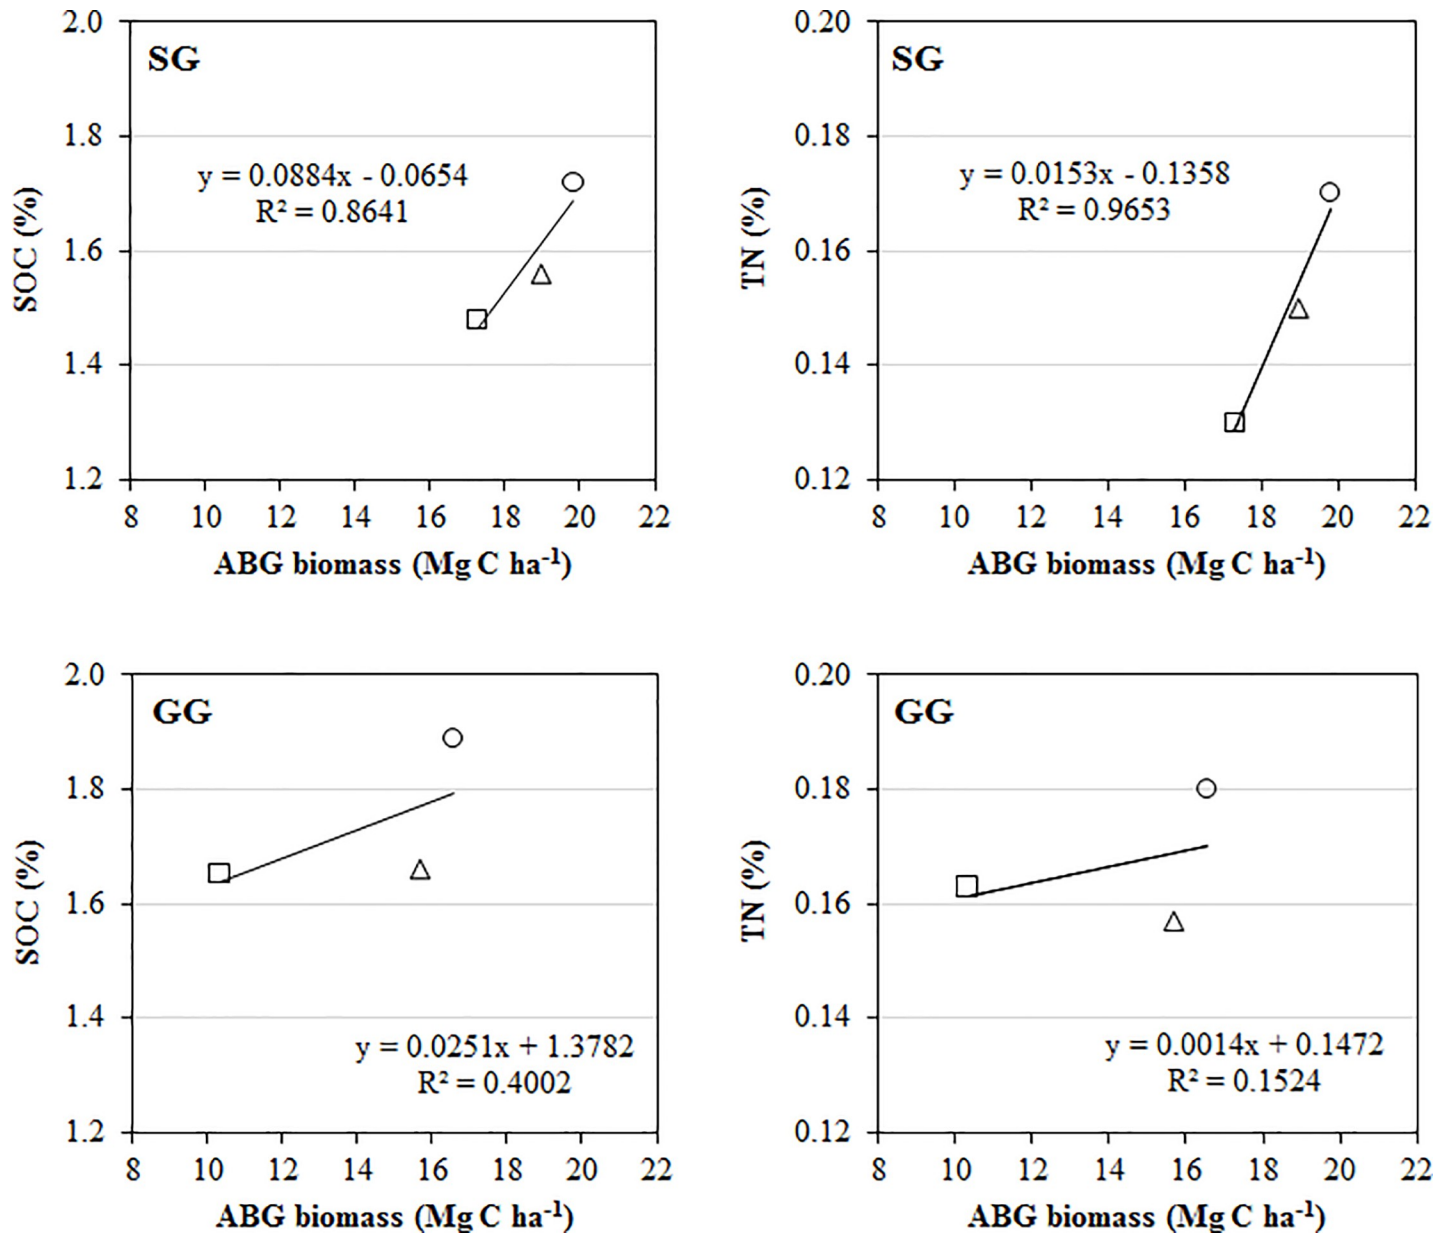 SG
y = 0.0884x - 0.0654
R² = 0.8641
SOC (%)
2.0
1.8
1.6
1.4
1.2
8 10 12 14 16 18 20 22
ABG biomass (Mg C ha⁻¹)
SG
y = 0.0153x - 0.1358
R² = 0.9653
TN (%)
0.20
0.18
0.16
0.14
0.12
8 10 12 14 16 18 20 22
ABG biomass (Mg C ha⁻¹)
GG
y = 0.0251x + 1.3782
R² = 0.4002
SOC (%)
2.0
1.8
1.6
1.4
1.2
8 10 12 14 16 18 20 22
ABG biomass (Mg C ha⁻¹)
GG
y = 0.0014x + 0.1472
R² = 0.1524
TN (%)
0.20
0.18
0.16
0.14
0.12
8 10 12 14 16 18 20 22
ABG biomass (Mg C ha⁻¹)